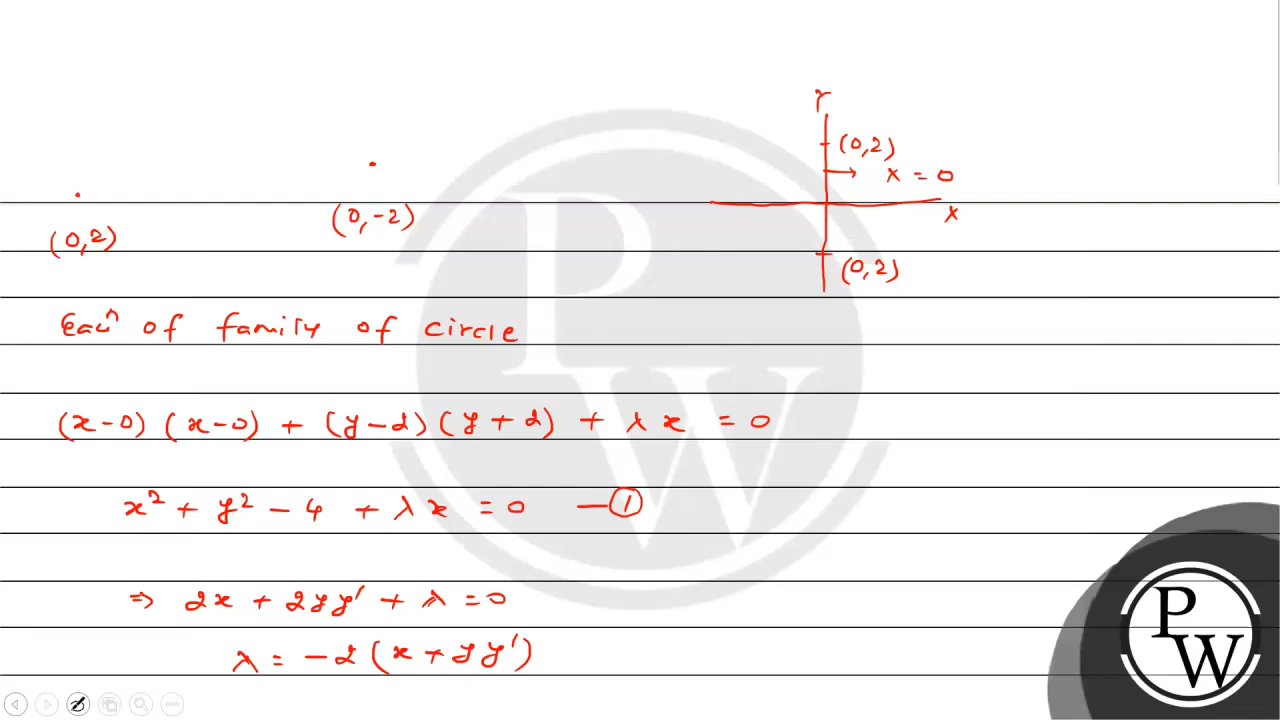 Y
(0,2)
x = 0
x
(0,2)
(0,-2)
(0,2)
Eqn of family of circle
(x-0) (x-0) + (y-2) (y+2) + λx = 0
x² + y² - 4 + λx = 0 — ①
⇒ 2x + 2yy' + λ = 0
λ = -2 (x + yy')
P
W
PW